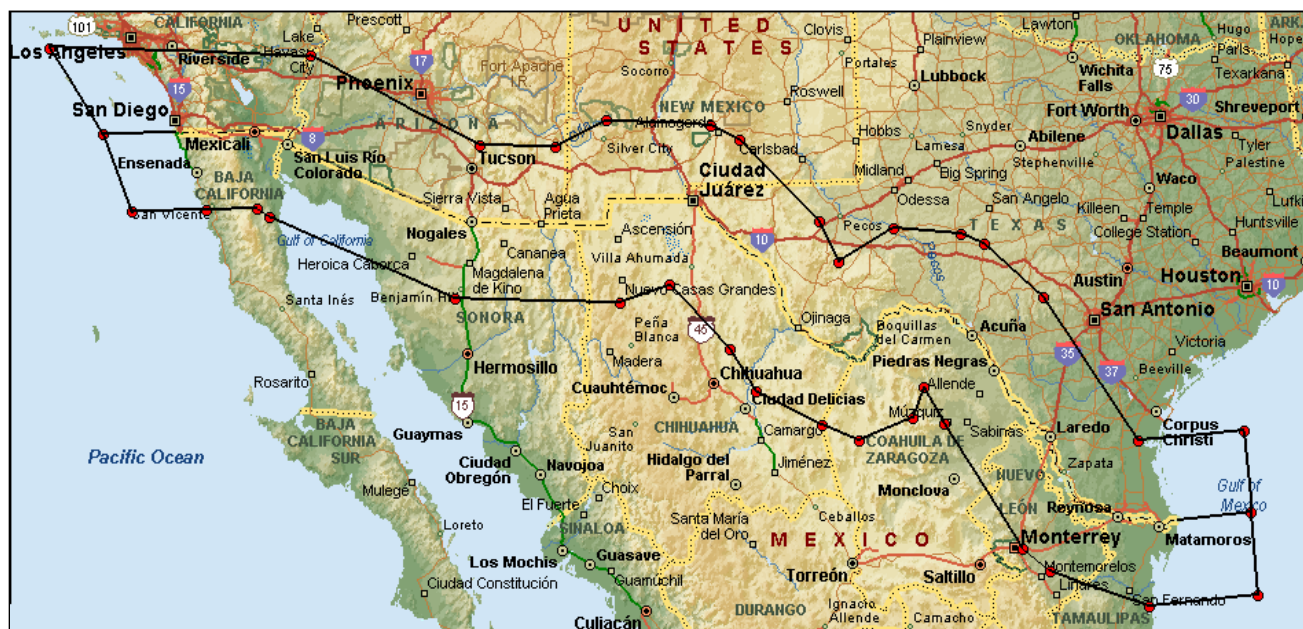 101
CALIFORNIA
Lake
Havasu
City
Prescott
UNITED
STATES
Clovis
Plainview
Lawton
Hugo
ARK.
Hope
OKLAHOMA
Paris
Texarkana
Los Angeles
Riverside
17
Fort Apache
I.R.
Socorro
Portales
Lubbock
Wichita
Falls
75
Phoenix
15
San Diego
NEW MEXICO
Roswell
Fort Worth
30
Shreveport
ARIZONA
Alamogordo
Hobbs
Snyder
Abilene
Dallas
Mexicali
8
Tucson
Silver City
Carlsbad
Lamesa
Stephenville
Tyler
Palestine
Ensenada
San Luis Río
Colorado
Ciudad
Juárez
Midland
Big Spring
BAJA
CALIFORNIA
Sierra Vista
Agua
Prieta
Odessa
San Angelo
Waco
Killeen
Temple
Lufki
San Vicente
Nogales
Ascensión
10
Pecos
TEXAS
College Station
Huntsville
Gulf of California
Cananea
Villa Ahumada
Pecos
Beaumont
Heroica Caborca
Magdalena
de Kino
Nuevo Casas Grandes
Austin
Houston
10
Santa Inés
Benjamín Hill
SONORA
Peña
Blanca
45
Ojinaga
Boquillas
del Carmen
Acuña
San Antonio
Madera
Piedras Negras
35
Victoria
Hermosillo
Chihuahua
37
Beeville
Rosarito
Cuauhtémoc
Ciudad Delicias
Allende
15
Múzquiz
Corpus
Christi
BAJA
CALIFORNIA
SUR
Guaymas
San
Juanito
CHIHUAHUA
Camargo
COAHUILA DE
ZARAGOZA
Sabinas
Laredo
Pacific Ocean
Ciudad
Obregón
Navojoa
Hidalgo del
Parral
Jiménez
Monclova
NUEVO
LEÓN
Zapata
Gulf of
Mexico
Mulegé
El Fuerte
Choix
Reynosa
Loreto
SINALOA
Santa María
del Oro
Ceballos
MEXICO
Monterrey
Matamoros
Los Mochis
Guasave
Torreón
Saltillo
Montemorelos
Ciudad Constitución
Guamúchil
Linares
San Fernando
Culiacán
DURANGO
Ignacio
Allende
Camacho
TAMAULIPAS